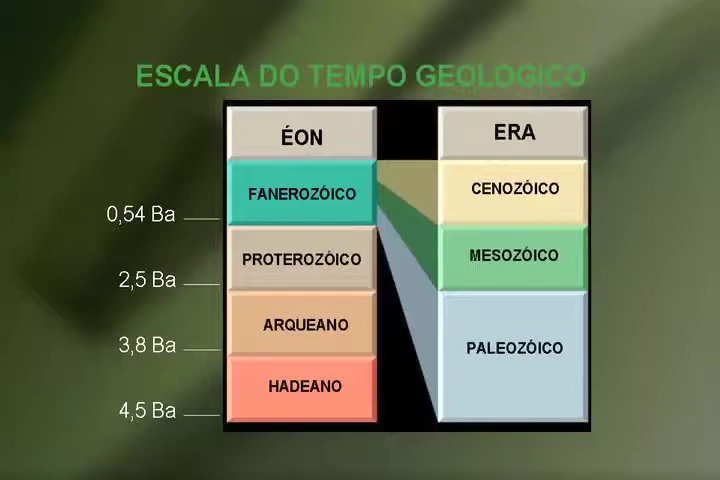 ESCALA DO TEMPO GEOLOGICO
ÉON
ERA
FANEROZÓICO
CENOZÓICO
0,54 Ba
PROTEROZÓICO
MESOZÓICO
2,5 Ba
ARQUEANO
3,8 Ba
PALEOZÓICO
HADEANO
4,5 Ba